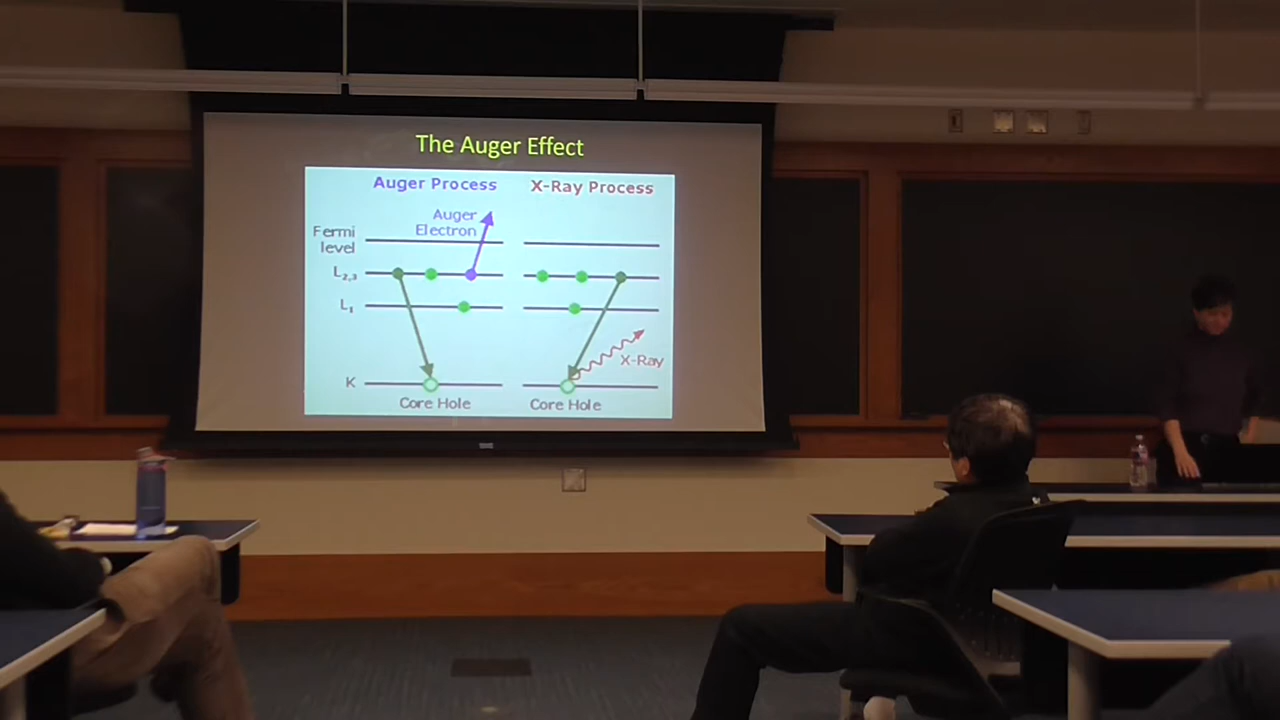 The Auger Effect
Auger Process
X-Ray Process
Auger
Electron
Fermi
level
L2,3
L1
X-Ray
K
Core Hole
Core Hole